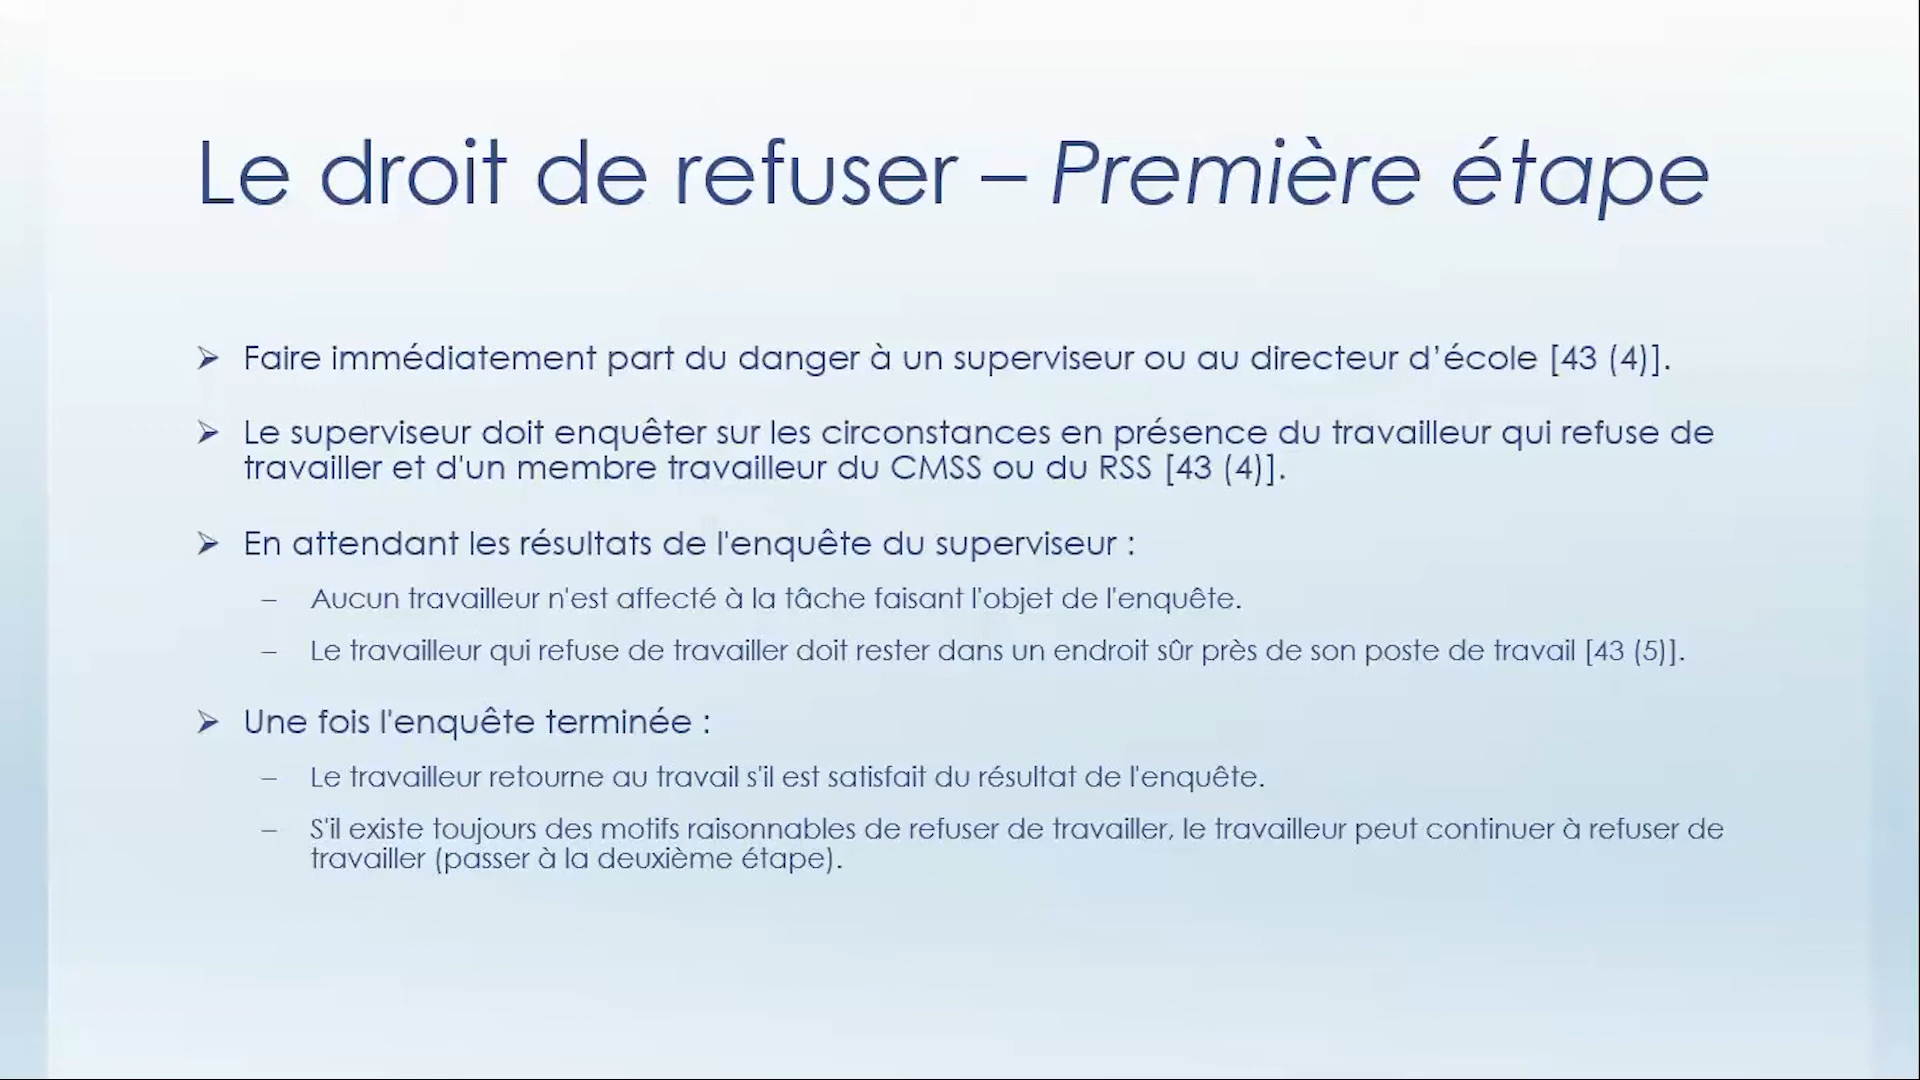 Le droit de refuser – Première étape
Faire immédiatement part du danger à un superviseur ou au directeur d’école [43 (4)].
Le superviseur doit enquêter sur les circonstances en présence du travailleur qui refuse de
travailler et d'un membre travailleur du CMSS ou du RSS [43 (4)].
En attendant les résultats de l'enquête du superviseur :
– Aucun travailleur n'est affecté à la tâche faisant l'objet de l'enquête.
– Le travailleur qui refuse de travailler doit rester dans un endroit sûr près de son poste de travail [43 (5)].
Une fois l'enquête terminée :
– Le travailleur retourne au travail s'il est satisfait du résultat de l'enquête.
– S'il existe toujours des motifs raisonnables de refuser de travailler, le travailleur peut continuer à refuser de
travailler (passer à la deuxième étape).